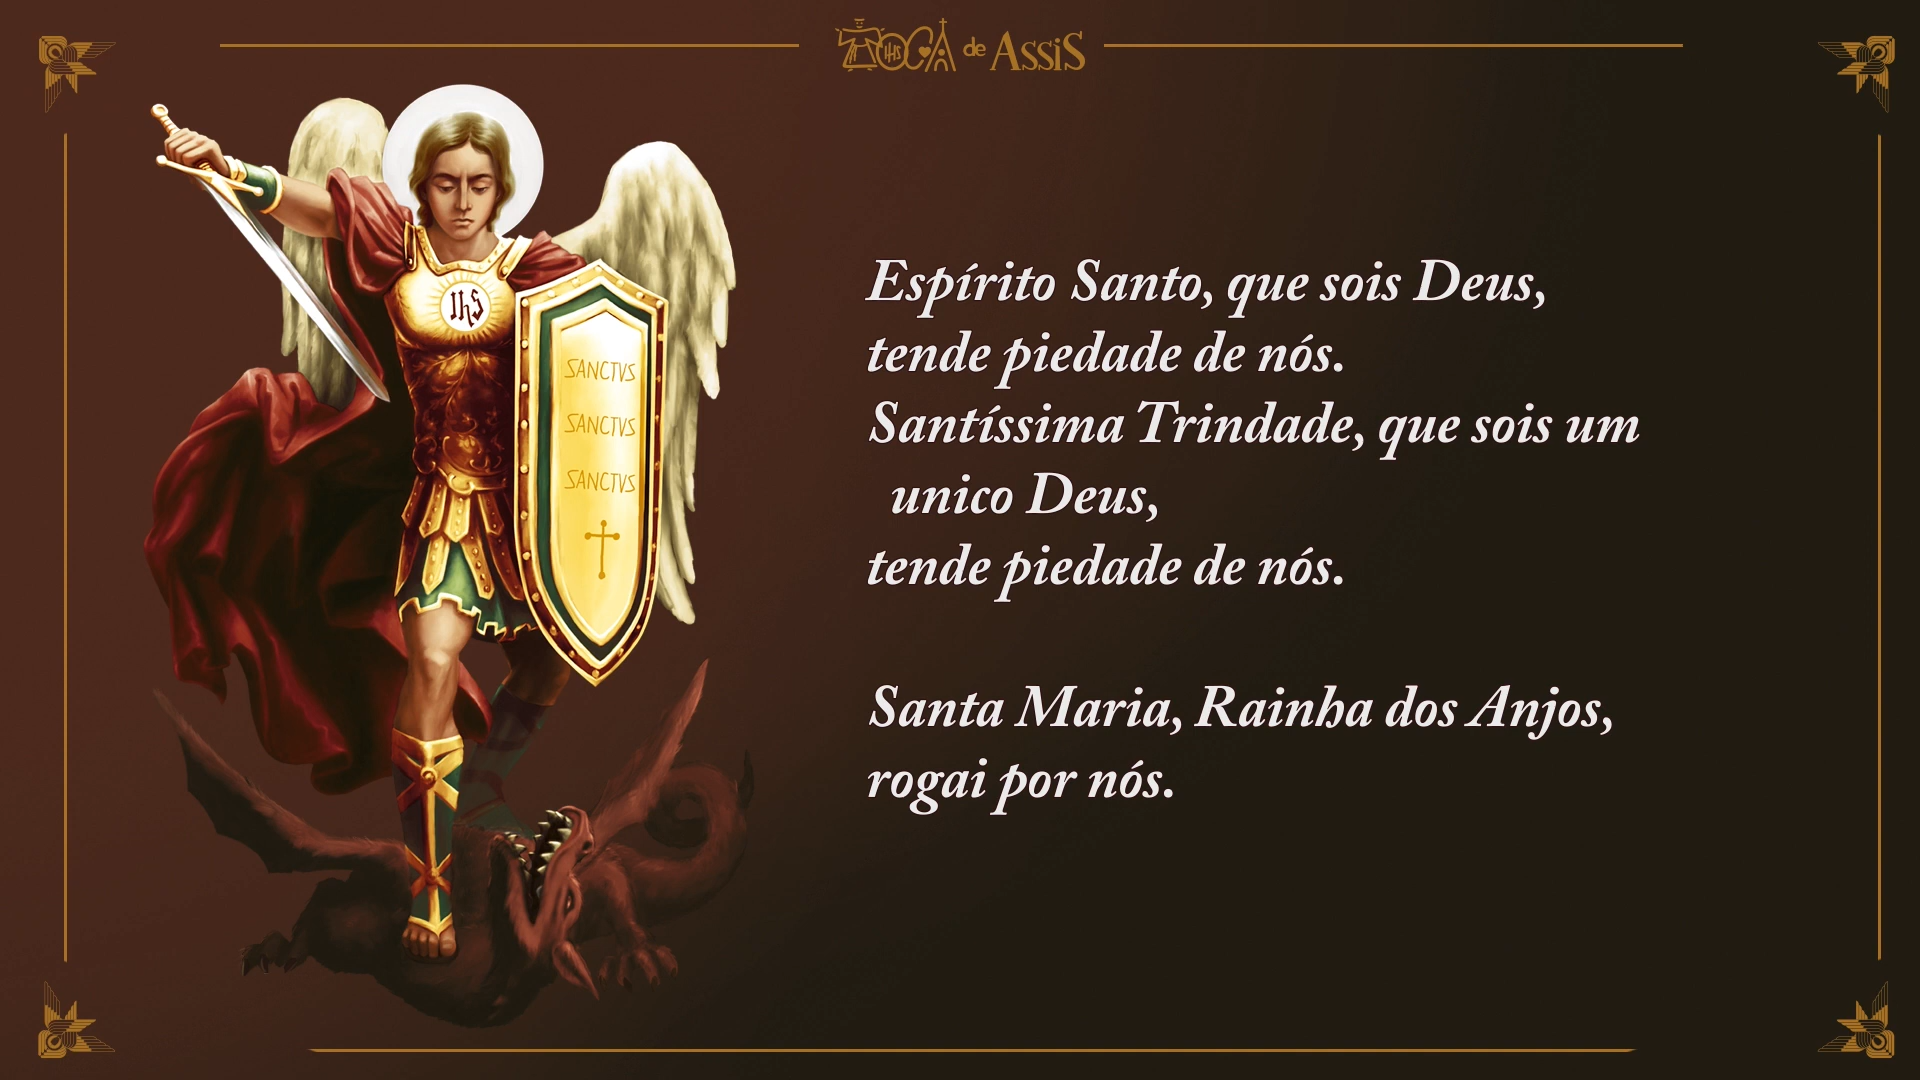 TOCA de ASSIS
IHS
IHS
SANCTVS
SANCTVS
SANCTVS
Espírito Santo, que sois Deus,
tende piedade de nós.
Santíssima Trindade, que sois um
unico Deus,
tende piedade de nós.
Santa Maria, Rainha dos Anjos,
rogai por nós.